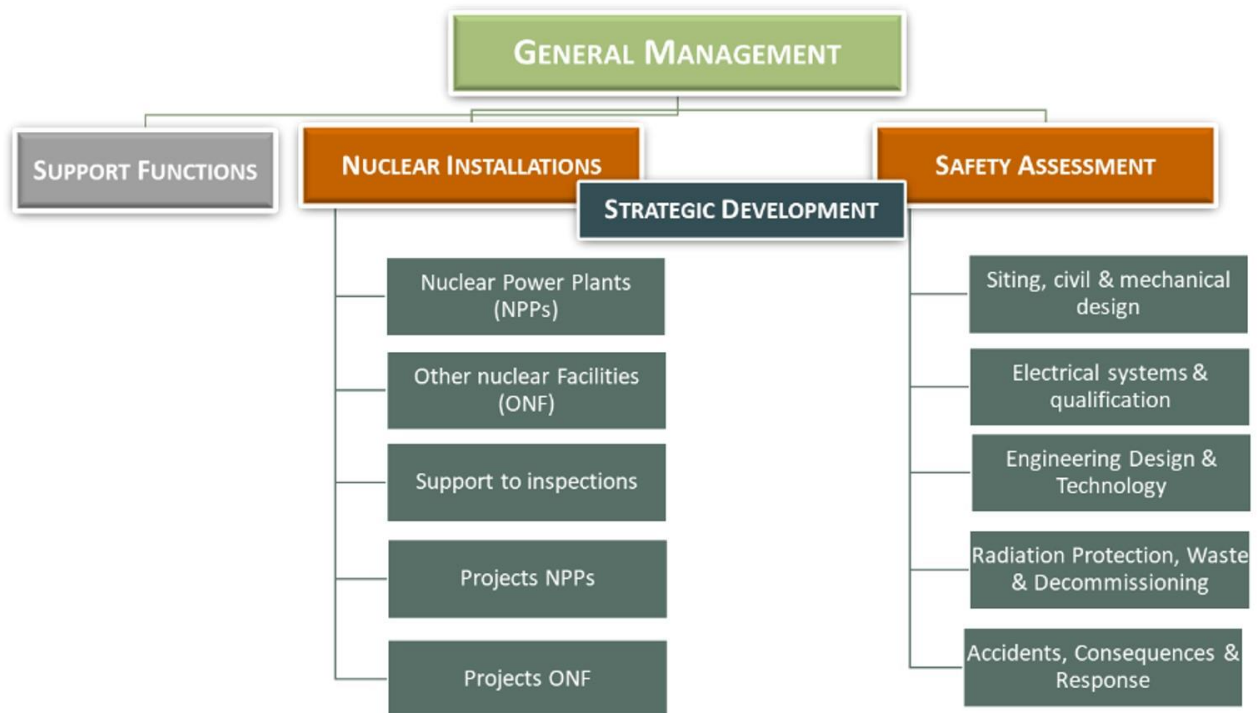 GENERAL MANAGEMENT
SUPPORT FUNCTIONS
NUCLEAR INSTALLATIONS
SAFETY ASSESSMENT
STRATEGIC DEVELOPMENT
Nuclear Power Plants
(NPPs)
Other nuclear Facilities
(ONF)
Support to inspections
Projects NPPs
Projects ONF
Siting, civil & mechanical
design
Electrical systems &
qualification
Engineering Design &
Technology
Radiation Protection, Waste
& Decommissioning
Accidents, Consequences &
Response